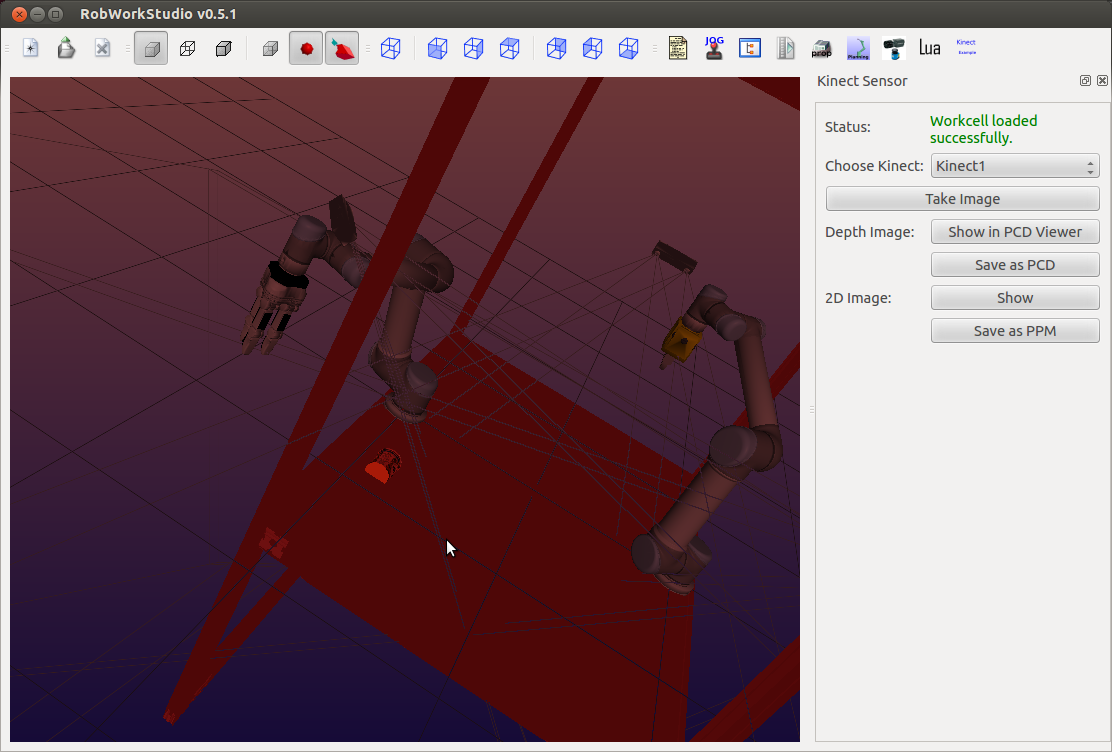 RobWorkStudio v0.5.1
JOG
prop
Planning
Lua
Kinect
Example
Kinect Sensor
Status:
Workcell loaded
successfully.
Choose Kinect:
Kinect1
Take Image
Depth Image:
Show in PCD Viewer
Save as PCD
2D Image:
Show
Save as PPM